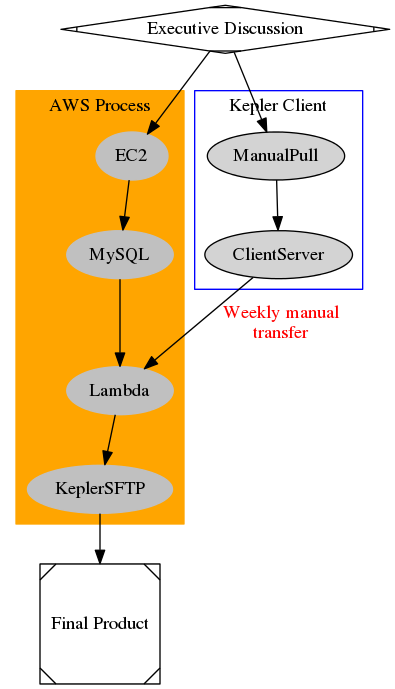 Executive Discussion
AWS Process
Kepler Client
EC2
ManualPull
MySQL
ClientServer
Weekly manual
transfer
Lambda
KeplerSFTP
Final Product